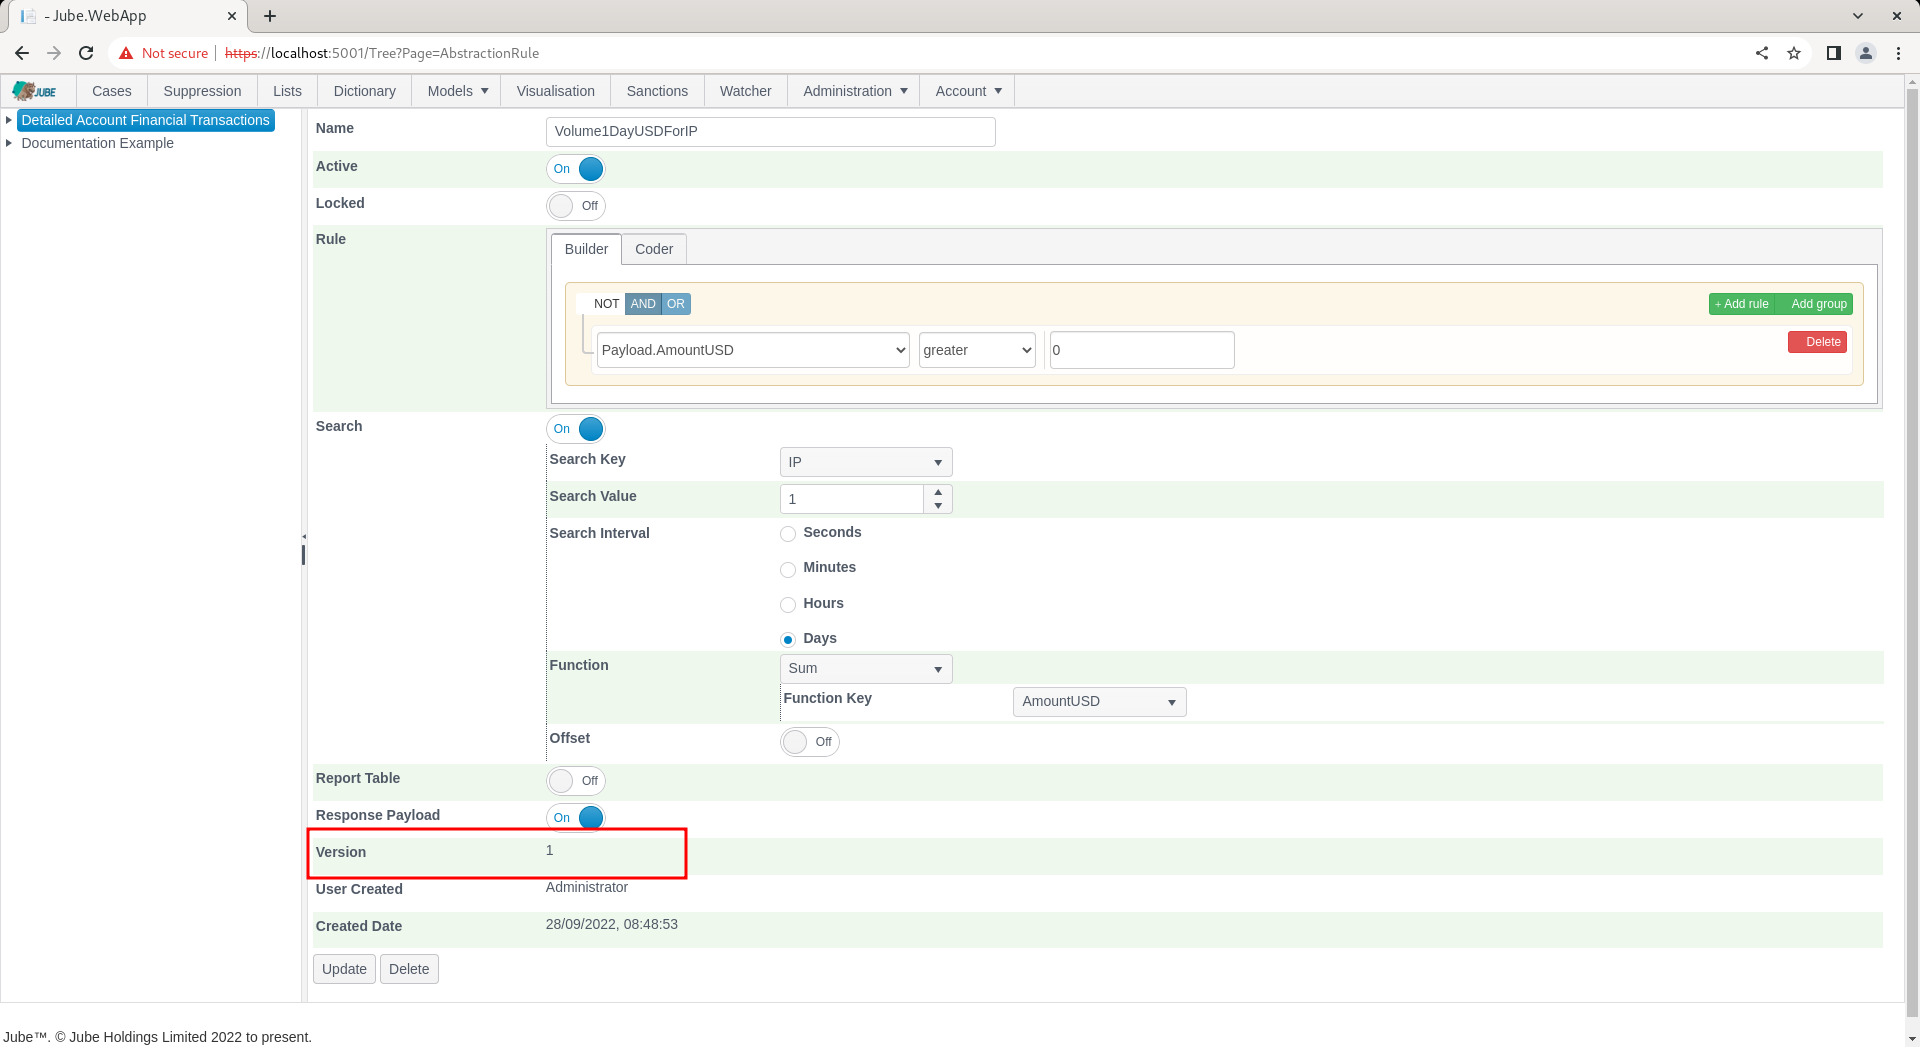 - Jube.WebApp
Not secure https://localhost:5001/Tree?Page=AbstractionRule
JUBE Cases Suppression Lists Dictionary Models Visualisation Sanctions Watcher Administration Account
Detailed Account Financial Transactions
Documentation Example
Name Volume1DayUSDForIP
Active On
Locked Off
Rule Builder Coder
NOT AND OR + Add rule Add group
Payload.AmountUSD greater 0 Delete
Search On
Search Key IP
Search Value 1
Search Interval Seconds
Minutes
Hours
Days
Function Sum
Function Key AmountUSD
Offset Off
Report Table Off
Response Payload On
Version 1
User Created Administrator
Created Date 28/09/2022, 08:48:53
Update Delete
Jube™. © Jube Holdings Limited 2022 to present.